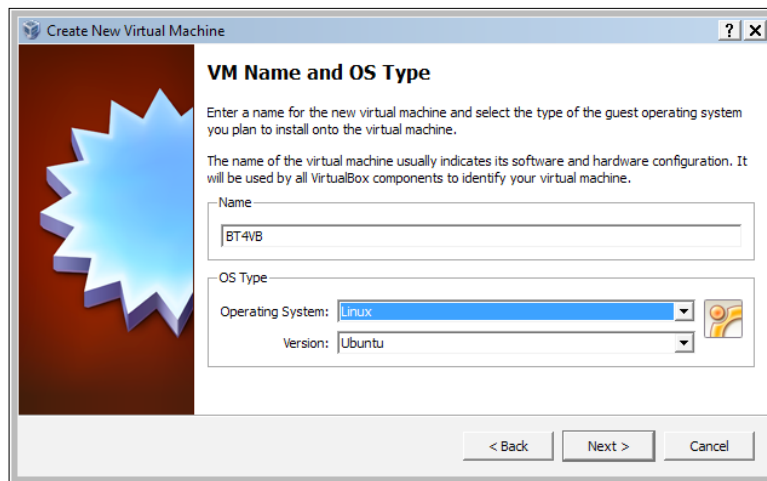 Create New Virtual Machine
VM Name and OS Type
Enter a name for the new virtual machine and select the type of the guest operating system
you plan to install onto the virtual machine.
The name of the virtual machine usually indicates its software and hardware configuration. It
will be used by all VirtualBox components to identify your virtual machine.
Name
BT4VB
OS Type
Operating System: Linux
Version: Ubuntu
< Back Next > Cancel